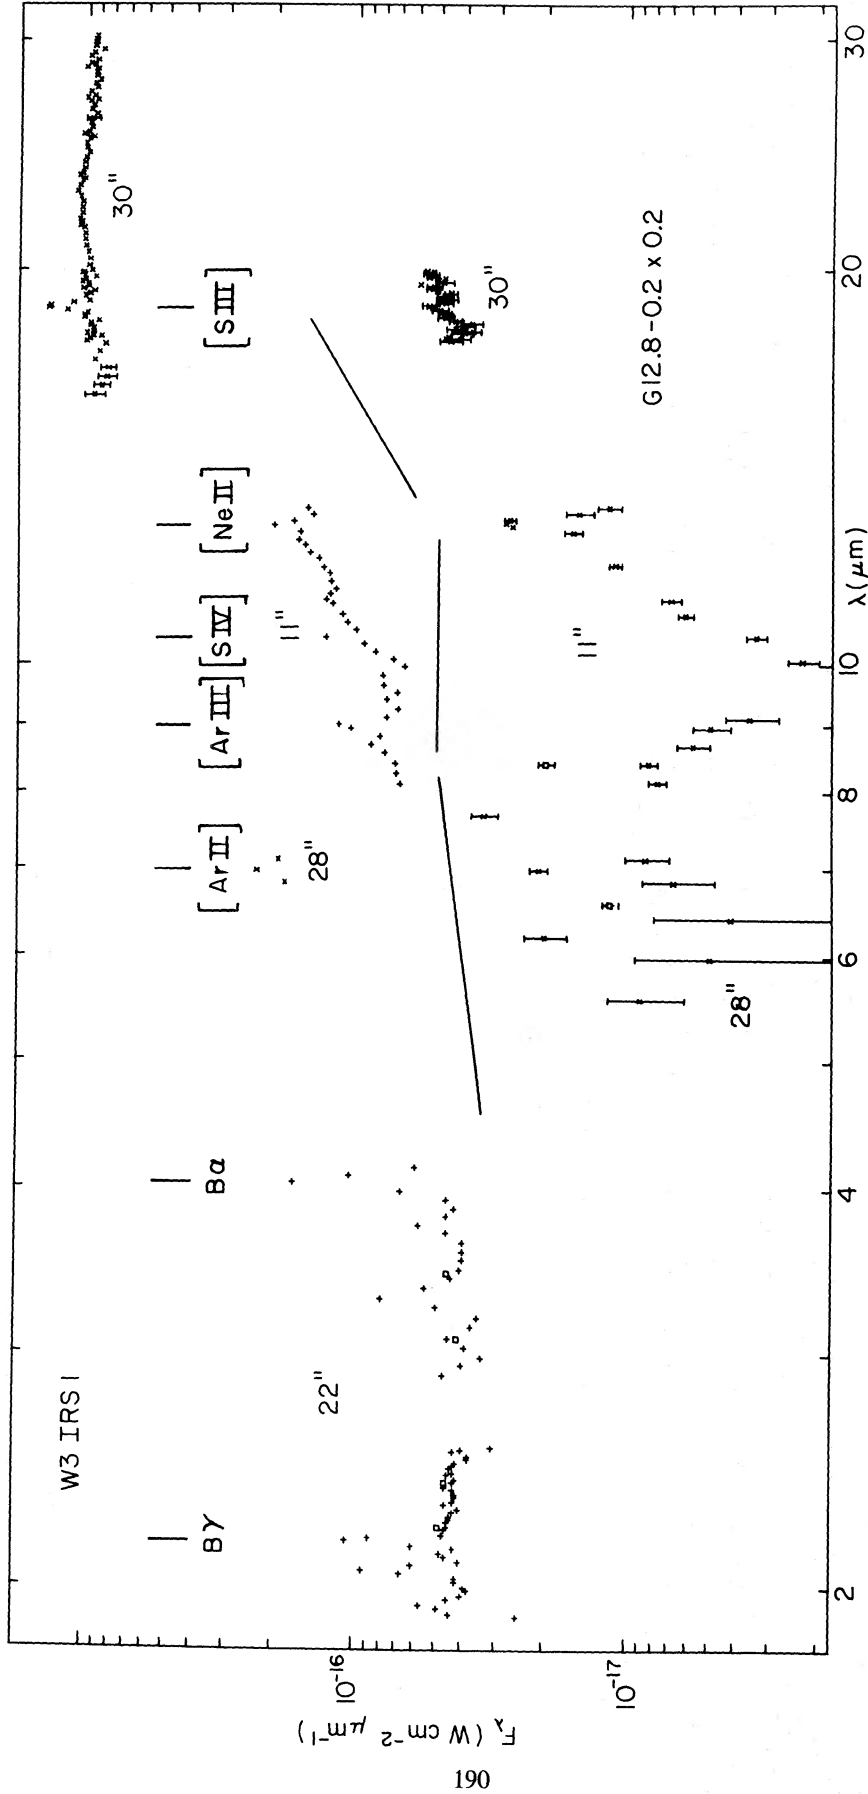 W3 IRS I
Bγ
Bα
[Ar II]
[Ar III]
[S IV]
[Ne II]
[S III]
30"
28"
11"
22"
30"
11"
28"
G12.8-0.2 x 0.2
10⁻¹⁶
10⁻¹⁷
F_λ (W cm⁻² μm⁻¹)
2
4
6
8
10
20
30
λ(μm)
190